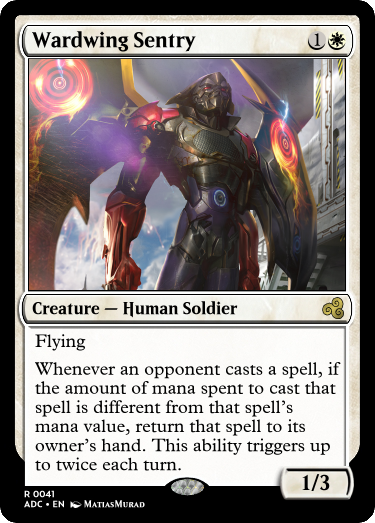 Wardwing Sentry 1
Creature — Human Soldier
Flying
Whenever an opponent casts a spell, if
the amount of mana spent to cast that
spell is different from that spell's
mana value, return that spell to its
owner's hand. This ability triggers up
to twice each turn.
1/3
R 0041
ADC • EN MatiasMurad